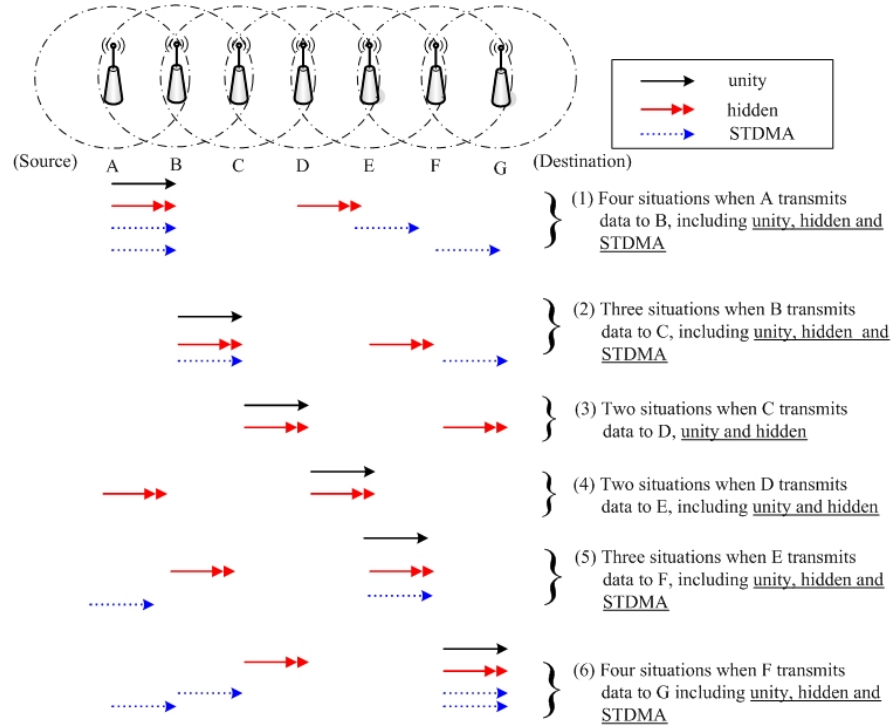 unity
hidden
STDMA
(Source) A B C D E F G (Destination)
(1) Four situations when A transmits
data to B, including unity, hidden and
STDMA
(2) Three situations when B transmits
data to C, including unity, hidden and
STDMA
(3) Two situations when C transmits
data to D, unity and hidden
(4) Two situations when D transmits
data to E, including unity and hidden
(5) Three situations when E transmits
data to F, including unity, hidden and
STDMA
(6) Four situations when F transmits
data to G including unity, hidden and
STDMA